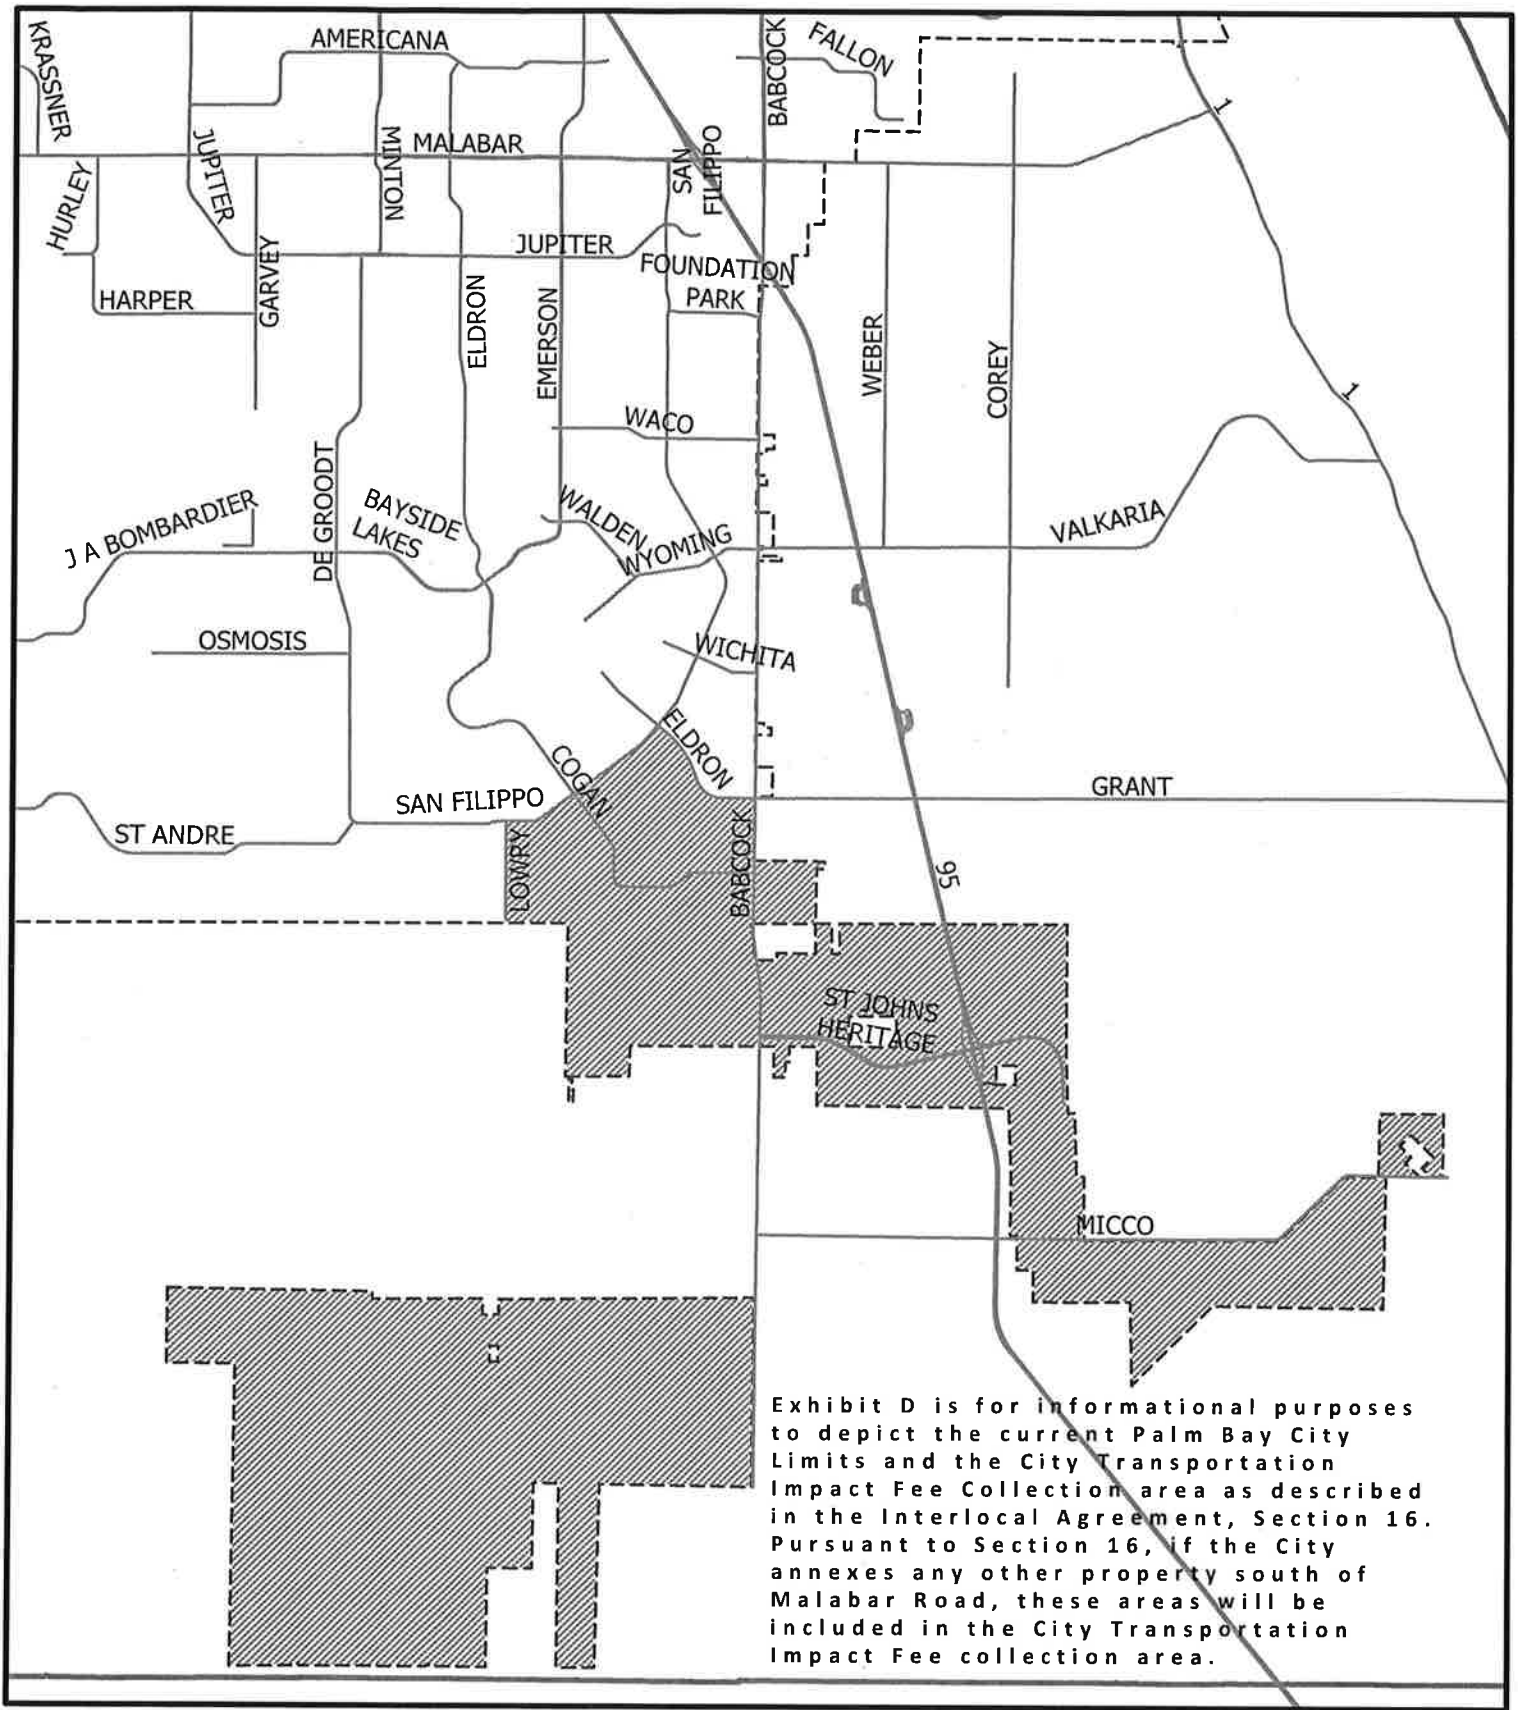 KRASSNER
AMERICANA
BABCOCK
FALLON
1
JUPITER
MINTON
MALABAR
SAN
FILIPPO
HURLEY
JUPITER
FOUNDATION
PARK
HARPER
GARVEY
ELDRON
EMERSON
WEBER
COREY
1
WACO
DE GROODT
BAYSIDE
LAKES
J A BOMBARDIER
WALDEN
WYOMING
VALKARIA
OSMOSIS
WICHITA
ELDRON
COGAN
GRANT
SAN FILIPPO
ST ANDRE
LOWRY
BABCOCK
95
ST JOHNS
HERITAGE
MICCO
Exhibit D is for informational purposes
to depict the current Palm Bay City
Limits and the City Transportation
Impact Fee Collection area as described
in the Interlocal Agreement, Section 16.
Pursuant to Section 16, if the City
annexes any other property south of
Malabar Road, these areas will be
included in the City Transportation
Impact Fee collection area.